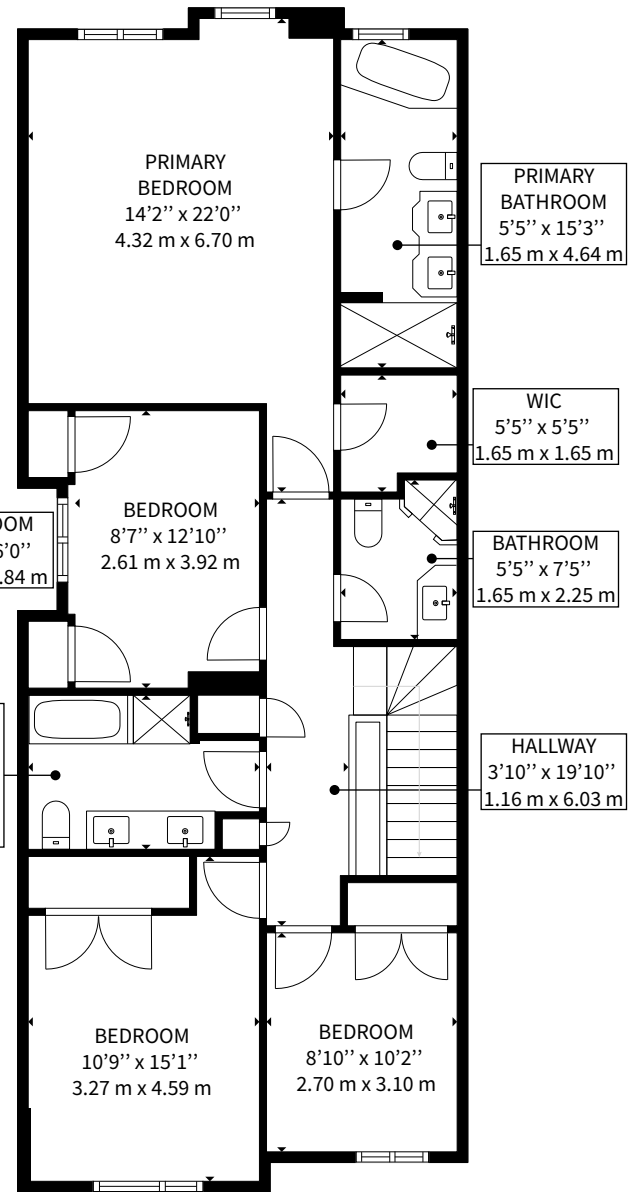 PRIMARY
BEDROOM
14’2’’ x 22’0’’
4.32 m x 6.70 m
PRIMARY
BATHROOM
5’5’’ x 15’3’’
1.65 m x 4.64 m
WIC
5’5’’ x 5’5’’
1.65 m x 1.65 m
BEDROOM
8’7’’ x 12’10’’
2.61 m x 3.92 m
BATHROOM
5’5’’ x 7’5’’
1.65 m x 2.25 m
HALLWAY
3’10’’ x 19’10’’
1.16 m x 6.03 m
BEDROOM
10’9’’ x 15’1’’
3.27 m x 4.59 m
BEDROOM
8’10’’ x 10’2’’
2.70 m x 3.10 m